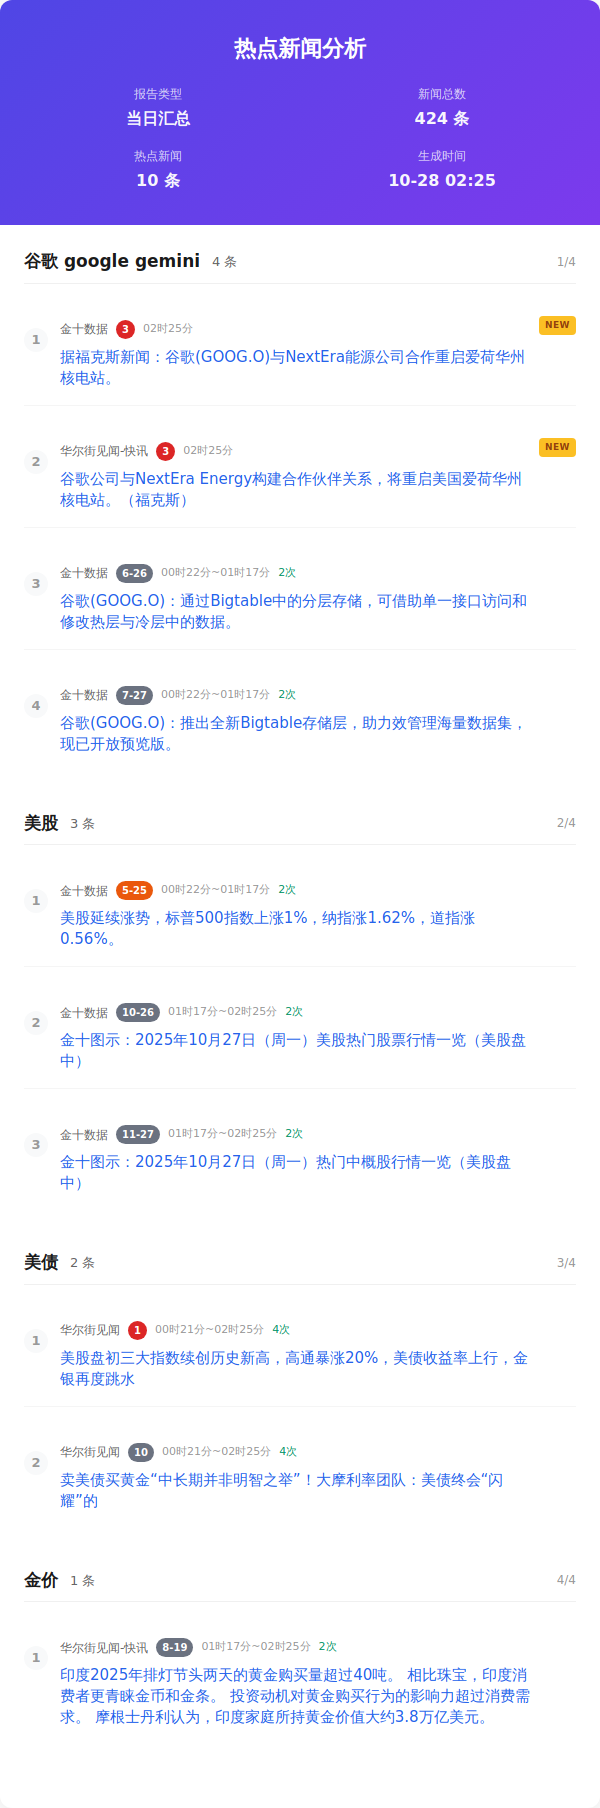 热点新闻分析
报告类型
新闻总数
当日汇总
424 条
热点新闻
生成时间
10 条
10-28 02:25
谷歌 google gemini 4 条 1/4
1 金十数据 3 02时25分 NEW
据福克斯新闻：谷歌(GOOG.O)与NextEra能源公司合作重启爱荷华州
核电站。
2 华尔街见闻-快讯 3 02时25分 NEW
谷歌公司与NextEra Energy构建合作伙伴关系，将重启美国爱荷华州
核电站。（福克斯）
3 金十数据 6-26 00时22分~01时17分 2次
谷歌(GOOG.O)：通过Bigtable中的分层存储，可借助单一接口访问和
修改热层与冷层中的数据。
4 金十数据 7-27 00时22分~01时17分 2次
谷歌(GOOG.O)：推出全新Bigtable存储层，助力效管理海量数据集，
现已开放预览版。
美股 3 条 2/4
1 金十数据 5-25 00时22分~01时17分 2次
美股延续涨势，标普500指数上涨1%，纳指涨1.62%，道指涨
0.56%。
2 金十数据 10-26 01时17分~02时25分 2次
金十图示：2025年10月27日（周一）美股热门股票行情一览（美股盘
中）
3 金十数据 11-27 01时17分~02时25分 2次
金十图示：2025年10月27日（周一）热门中概股行情一览（美股盘
中）
美债 2 条 3/4
1 华尔街见闻 1 00时21分~02时25分 4次
美股盘初三大指数续创历史新高，高通暴涨20%，美债收益率上行，金
银再度跳水
2 华尔街见闻 10 00时21分~02时25分 4次
卖美债买黄金“中长期并非明智之举”！大摩利率团队：美债终会“闪
耀”的
金价 1 条 4/4
1 华尔街见闻-快讯 8-19 01时17分~02时25分 2次
印度2025年排灯节头两天的黄金购买量超过40吨。 相比珠宝，印度消
费者更青睐金币和金条。 投资动机对黄金购买行为的影响力超过消费需
求。 摩根士丹利认为，印度家庭所持黄金价值大约3.8万亿美元。